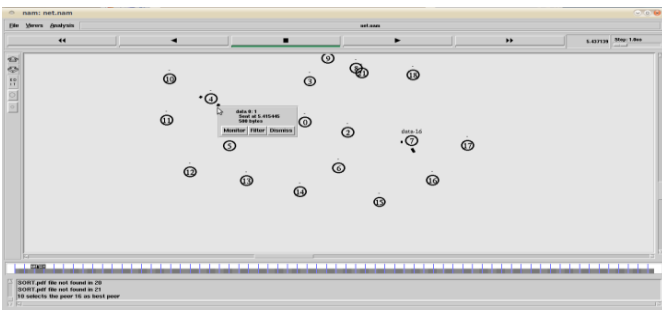 nam: net.nam
File Views Analysis net.nam
5.437139 Step: 1.0ms
9
8
21
10
3
18
4
data 0: 1
Sent at 5.415445
500 bytes
Monitor Filter Dismiss
11
0
2
data-16
7
17
5
12
13
6
16
14
15
SORT.pdf file not found in 20
SORT.pdf file not found in 21
10 selects the peer 16 as best peer